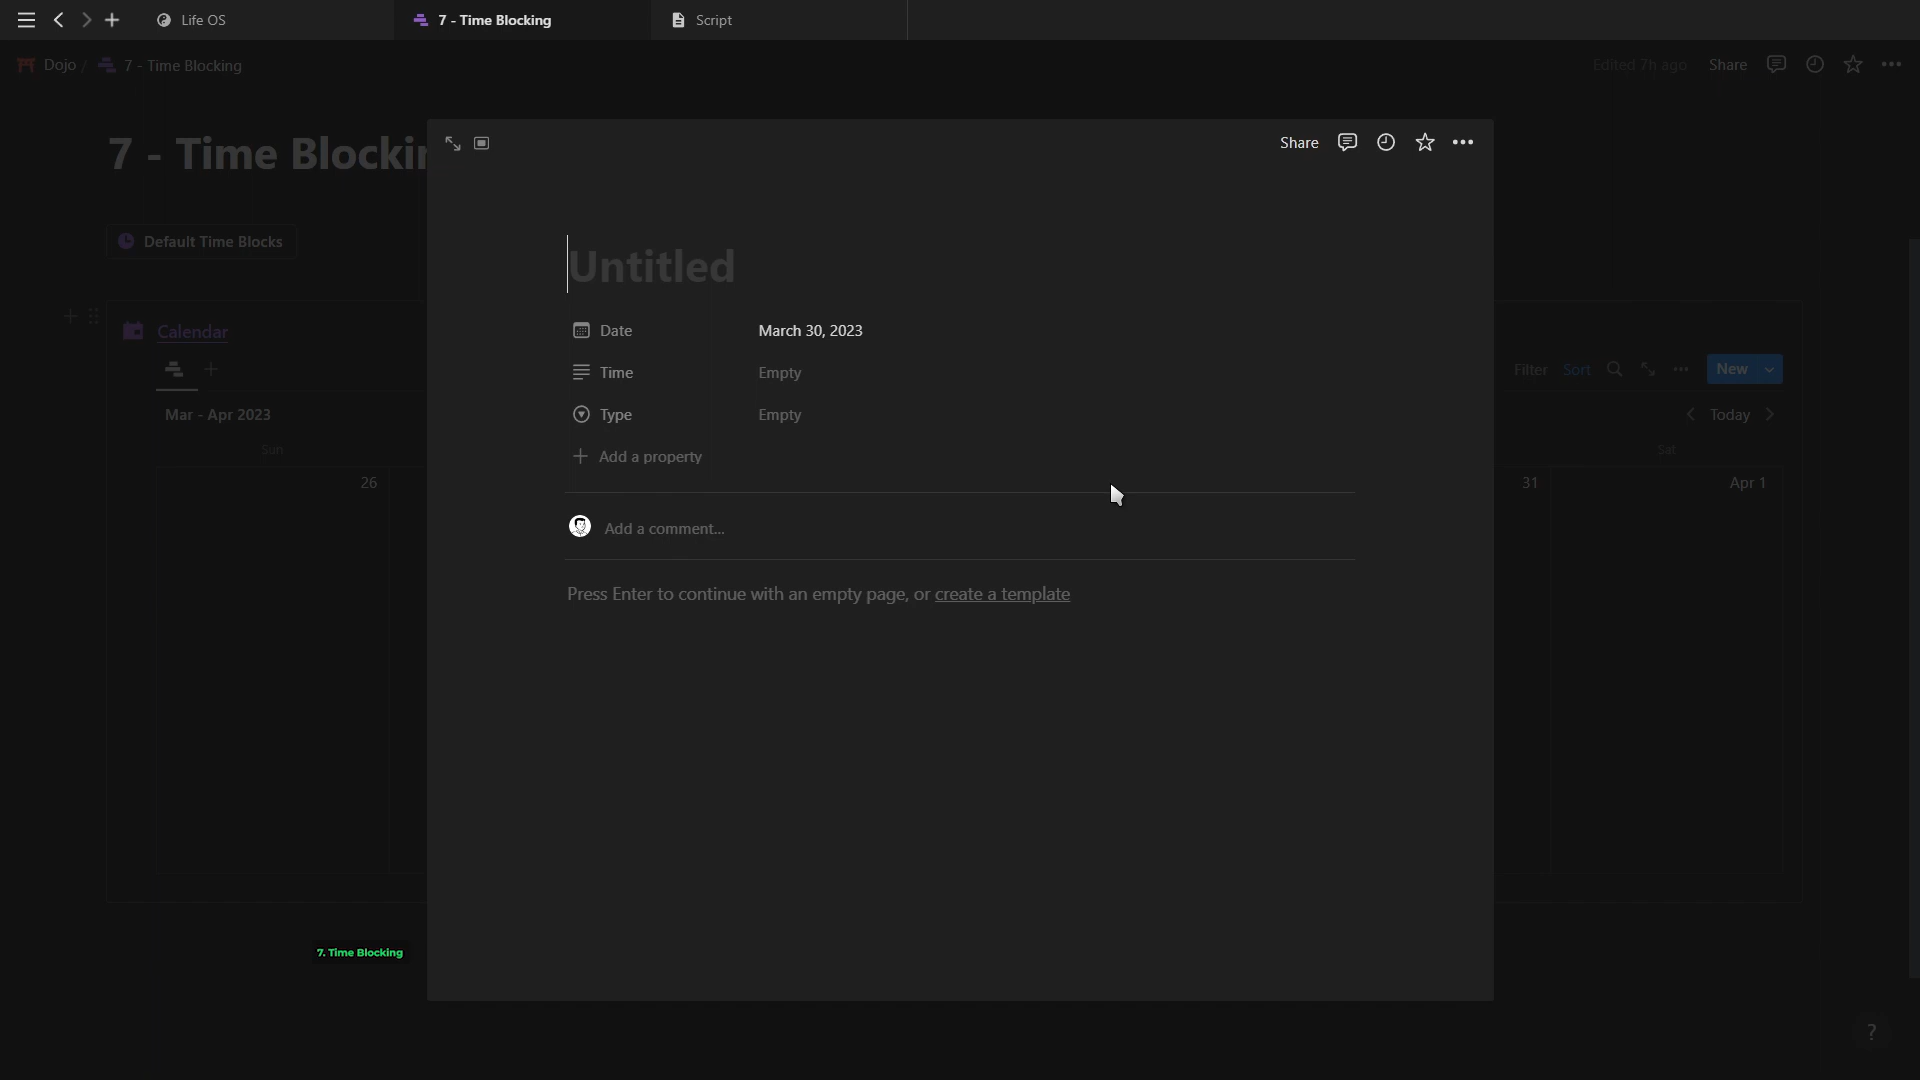 Life OS
7 - Time Blocking
Script
Dojo / 7 - Time Blocking
Edited 7h ago
Share
7 - Time Blockin
Share
Default Time Blocks
Untitled
Date March 30, 2023
Time Empty
Type Empty
Add a property
Calendar
Filter Sort New
Mar - Apr 2023
Today
Sun
Sat
26
31
Apr 1
Add a comment...
Press Enter to continue with an empty page, or create a template
7. Time Blocking
?